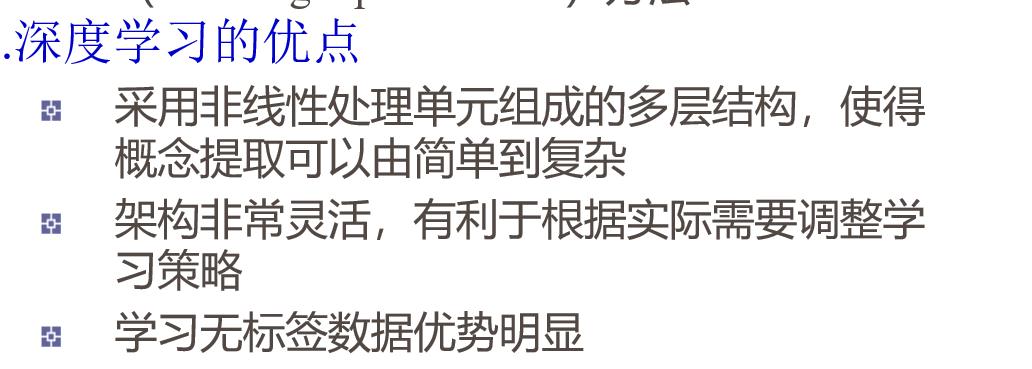 .深度学习的优点
采用非线性处理单元组成的多层结构，使得
概念提取可以由简单到复杂
架构非常灵活，有利于根据实际需要调整学
习策略
学习无标签数据优势明显